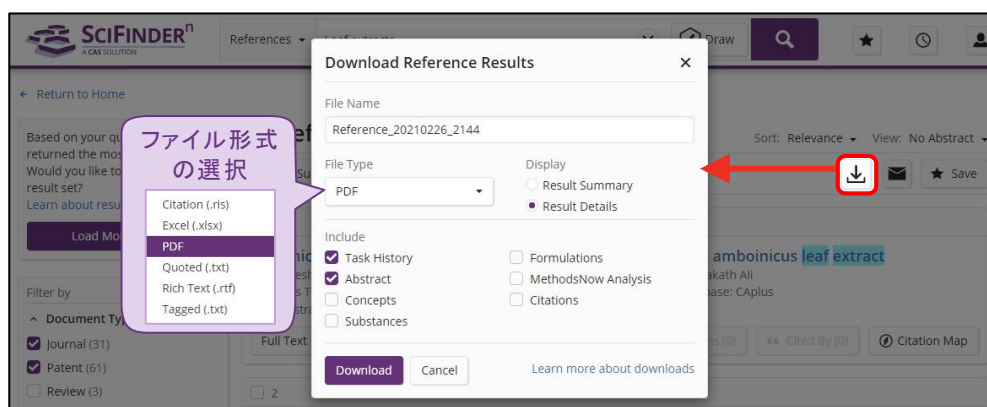 SCIFINDERⁿ
A CAS SOLUTION
References
Draw
Return to Home
Based on your qu
returned the mos
Would you like to
result set?
Learn about resu
Load Mo
Filter by
Document Ty
Journal (31)
Patent (61)
Review (3)
ファイル形式
の選択
Citation (.ris)
Excel (.xlsx)
PDF
Quoted (.txt)
Rich Text (.rtf)
Tagged (.txt)
Download Reference Results
File Name
Reference_20210226_2144
File Type
PDF
Display
Result Summary
Result Details
Include
Task History
Abstract
Concepts
Substances
Formulations
MethodsNow Analysis
Citations
Download
Cancel
Learn more about downloads
Sort: Relevance
View: No Abstract
Save
amboinicus leaf extract
akath Ali
base: CAplus
Full Text
Cited By (0)
Citation Map
2